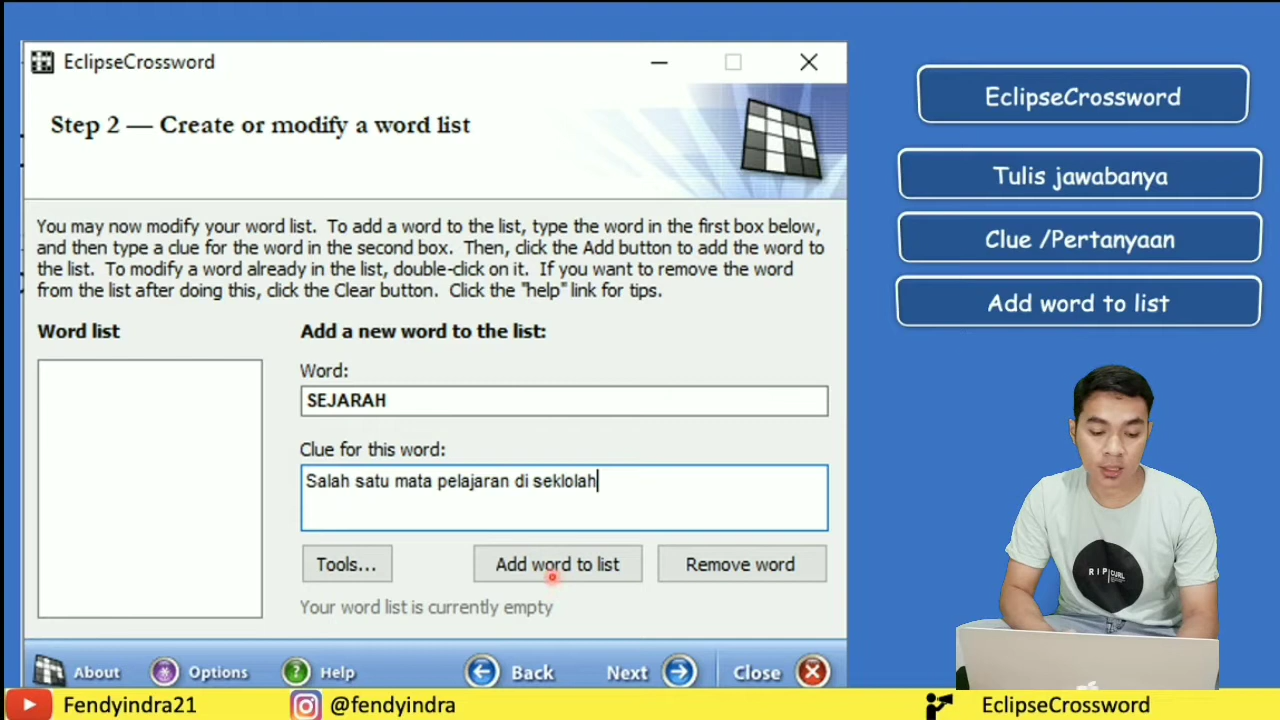 EclipseCrossword
Step 2 — Create or modify a word list
You may now modify your word list. To add a word to the list, type the word in the first box below,
and then type a clue for the word in the second box. Then, click the Add button to add the word to
the list. To modify a word already in the list, double-click on it. If you want to remove the word
from the list after doing this, click the Clear button. Click the "help" link for tips.
Word list
Add a new word to the list:
Word:
SEJARAH
Clue for this word:
Salah satu mata pelajaran di seklolah
Tools...
Add word to list
Remove word
Your word list is currently empty
About
Options
Help
Back
Next
Close
EclipseCrossword
Tulis jawabanya
Clue /Pertanyaan
Add word to list
RIPCURL
Fendyindra21
@fendyindra
EclipseCrossword